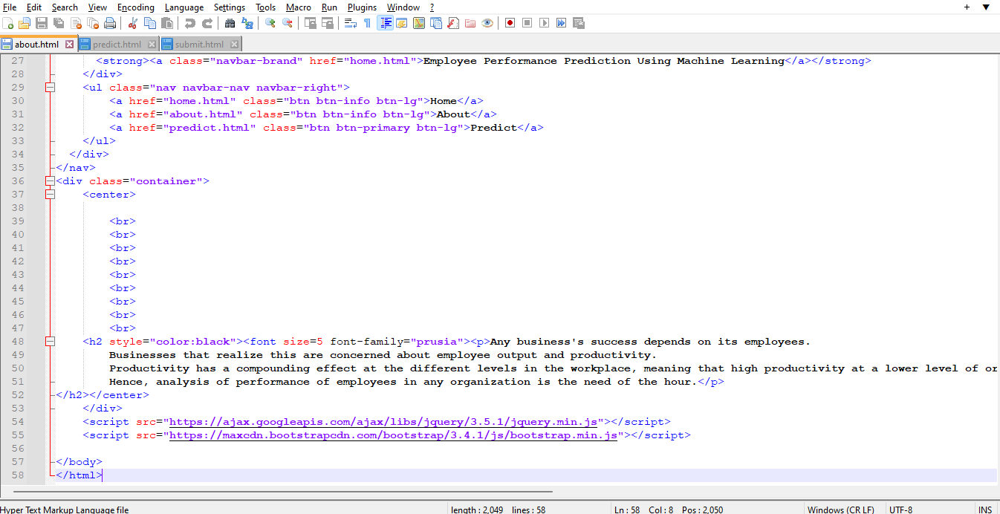 File Edit Search View Encoding Language Settings Tools Macro Run Plugins Window ? + ▼
about.html predict.html submit.html
27 <strong><a class="navbar-brand" href="home.html">Employee Performance Prediction Using Machine Learning</a></strong>
28 </div>
29 <ul class="nav navbar-nav navbar-right">
30 <a href="home.html" class="btn btn-info btn-lg">Home</a>
31 <a href="about.html" class="btn btn-info btn-lg">About</a>
32 <a href="predict.html" class="btn btn-primary btn-lg">Predict</a>
33 </ul>
34 </div>
35 </nav>
36 <div class="container">
37 <center>
38
39 <br>
40 <br>
41 <br>
42 <br>
43 <br>
44 <br>
45 <br>
46 <br>
47 <br>
48 <h2 style="color:black"><font size=5 font-family="prusia"><p>Any business's success depends on its employees.
49 Businesses that realize this are concerned about employee output and productivity.
50 Productivity has a compounding effect at the different levels in the workplace, meaning that high productivity at a lower level of or
51 Hence, analysis of performance of employees in any organization is the need of the hour.</p>
52 </h2></center>
53 </div>
54 <script src="https://ajax.googleapis.com/ajax/libs/jquery/3.5.1/jquery.min.js"></script>
55 <script src="https://maxcdn.bootstrapcdn.com/bootstrap/3.4.1/js/bootstrap.min.js"></script>
56
57 </body>
58 </html>
Hyper Text Markup Language file length : 2,049 lines : 58 Ln : 58 Col : 8 Pos : 2,050 Windows (CR LF) UTF-8 INS